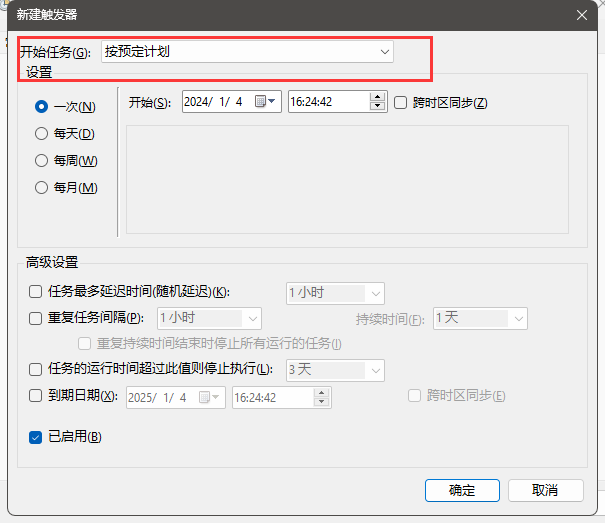 新建触发器
开始任务(G): 按预定计划
设置
一次(N)
每天(D)
每周(W)
每月(M)
开始(S): 2024/ 1/ 4 16:24:42 跨时区同步(Z)
高级设置
任务最多延迟时间(随机延迟)(K): 1 小时
重复任务间隔(P): 1 小时 持续时间(F): 1 天
重复持续时间结束时停止所有运行的任务(I)
任务的运行时间超过此值则停止执行(L): 3 天
到期日期(X): 2025/ 1/ 4 16:24:42 跨时区同步(E)
已启用(B)
确定 取消